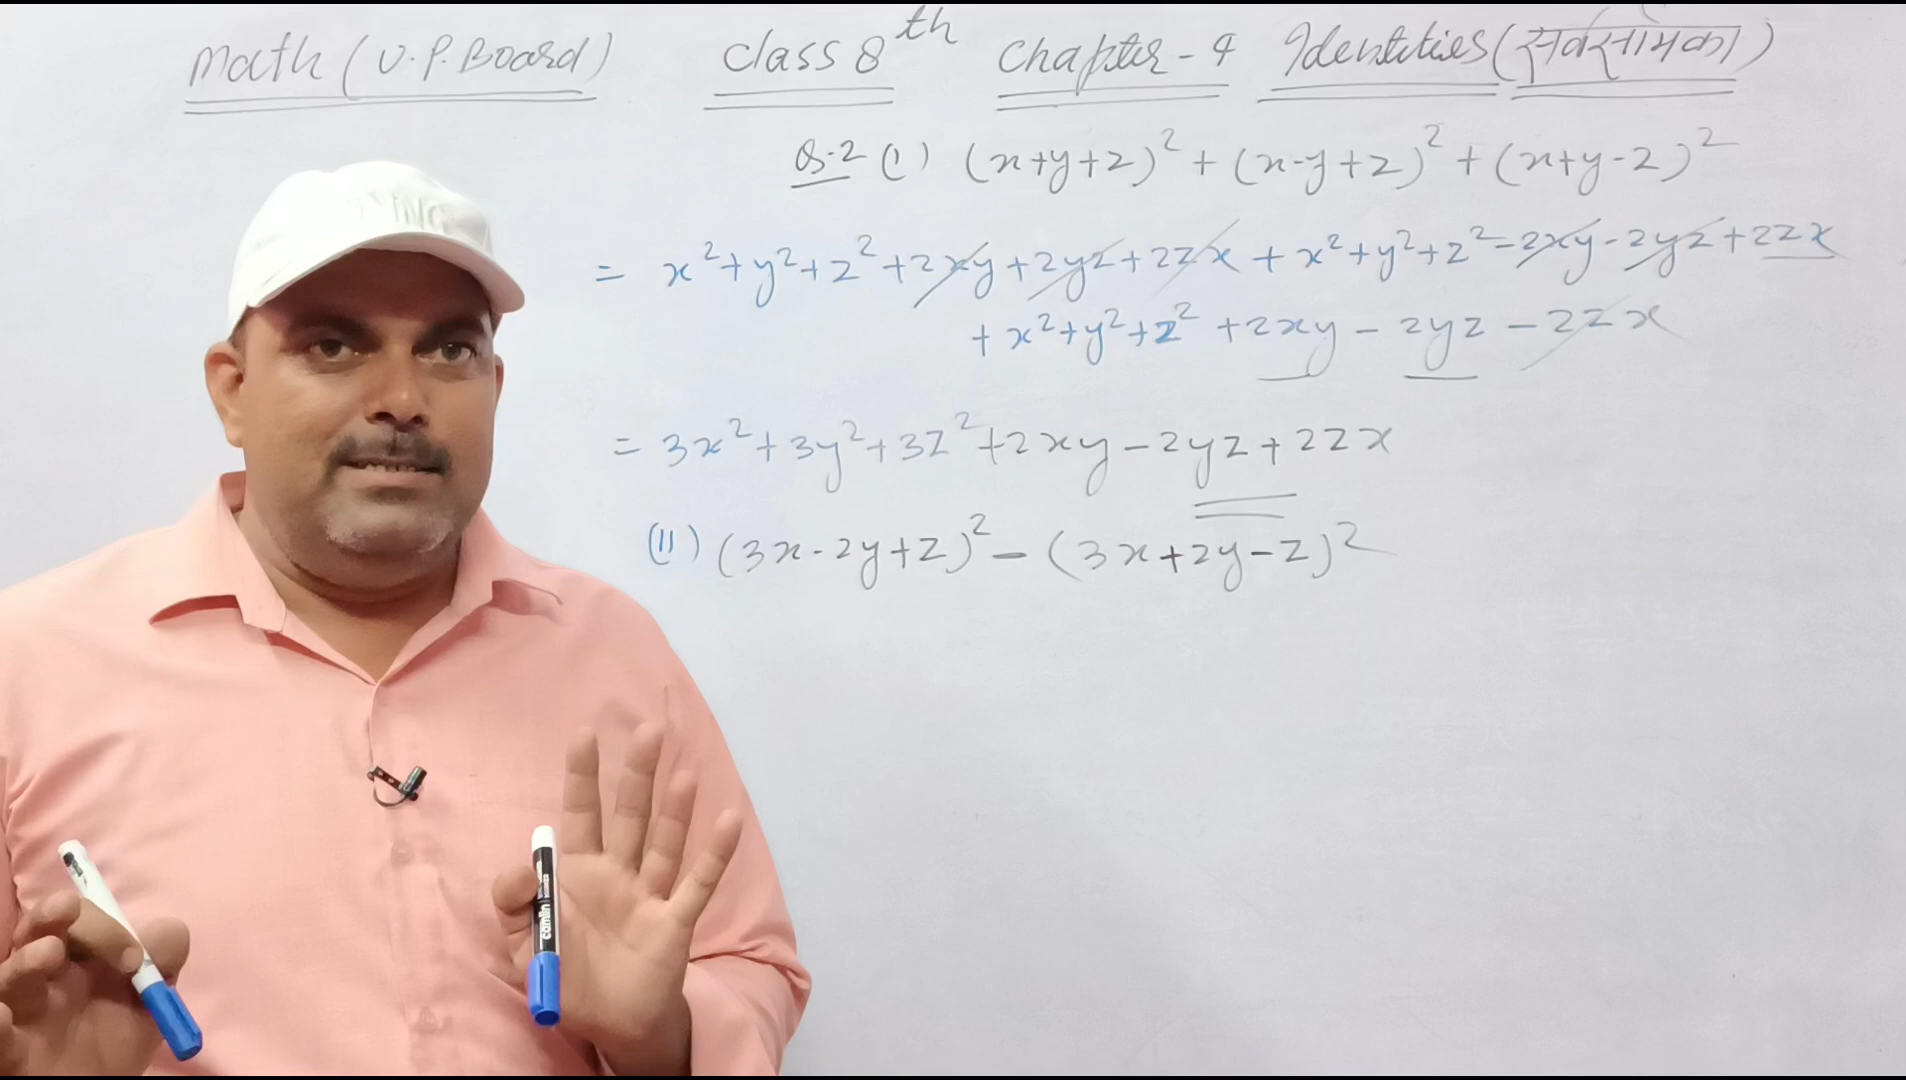 Math (U.P. Board) Class 8th Chapter - 4 Identities (सर्वसमिका)
Q.2 (i) (x+y+z)² + (x-y+z)² + (x+y-z)²
= x²+y²+z²+2xy+2yz+2zx + x²+y²+z²-2xy-2yz+2zx
+ x²+y²+z² +2xy - 2yz - 2zx
= 3x²+3y²+3z²+2xy-2yz+2zx
(ii) (3x-2y+z)² - (3x+2y-z)²
camlin